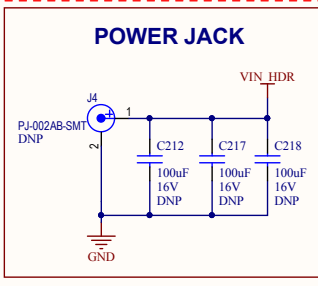 POWER JACK
VIN_HDR
J4
1
PJ-002AB-SMT
DNP
2
C212
100uF
16V
DNP
C217
100uF
16V
DNP
C218
100uF
16V
DNP
GND